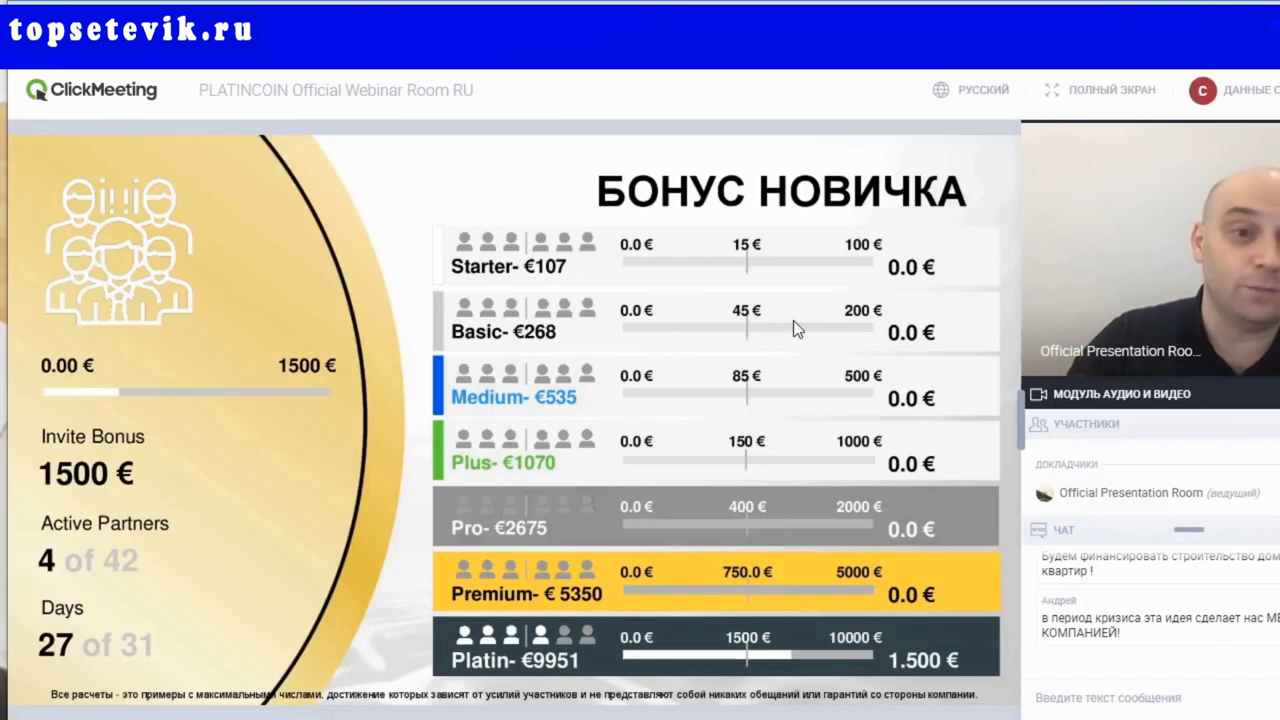 topsetevik.ru
ClickMeeting
PLATINCOIN Official Webinar Room RU
РУССКИЙ
ПОЛНЫЙ ЭКРАН
C
ДАННЫЕ С
БОНУС НОВИЧКА
0.00 €
1500 €
Invite Bonus
1500 €
Active Partners
4 of 42
Days
27 of 31
0.0 €
15 €
100 €
Starter- €107
0.0 €
0.0 €
45 €
200 €
Basic- €268
0.0 €
0.0 €
85 €
500 €
Medium- €535
0.0 €
0.0 €
150 €
1000 €
Plus- €1070
0.0 €
0.0 €
400 €
2000 €
Pro- €2675
0.0 €
0.0 €
750.0 €
5000 €
Premium- € 5350
0.0 €
0.0 €
1500 €
10000 €
Platin- €9951
1.500 €
Все расчеты - это примеры с максимальными числами, достижение которых зависят от усилий участников и не представляют собой никаких обещаний или гарантий со стороны компании.
Official Presentation Roo...
МОДУЛЬ АУДИО И ВИДЕО
УЧАСТНИКИ
ДОКЛАДЧИКИ
Official Presentation Room (ведущий)
ЧАТ
Будем финансировать строительство дом
квартир !
Андрей
в период кризиса эта идея сделает нас МЕ
КОМПАНИЕЙ!
Введите текст сообщения